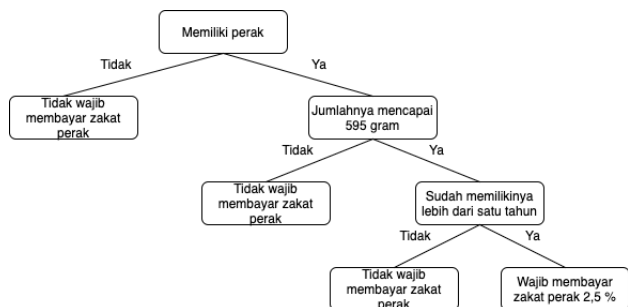 Memiliki perak
Tidak
Ya
Tidak wajib
membayar zakat
perak
Jumlahnya mencapai
595 gram
Tidak
Ya
Tidak wajib
membayar zakat
perak
Sudah memilikinya
lebih dari satu tahun
Tidak
Ya
Tidak wajib
membayar zakat
perak
Wajib membayar
zakat perak 2,5 %